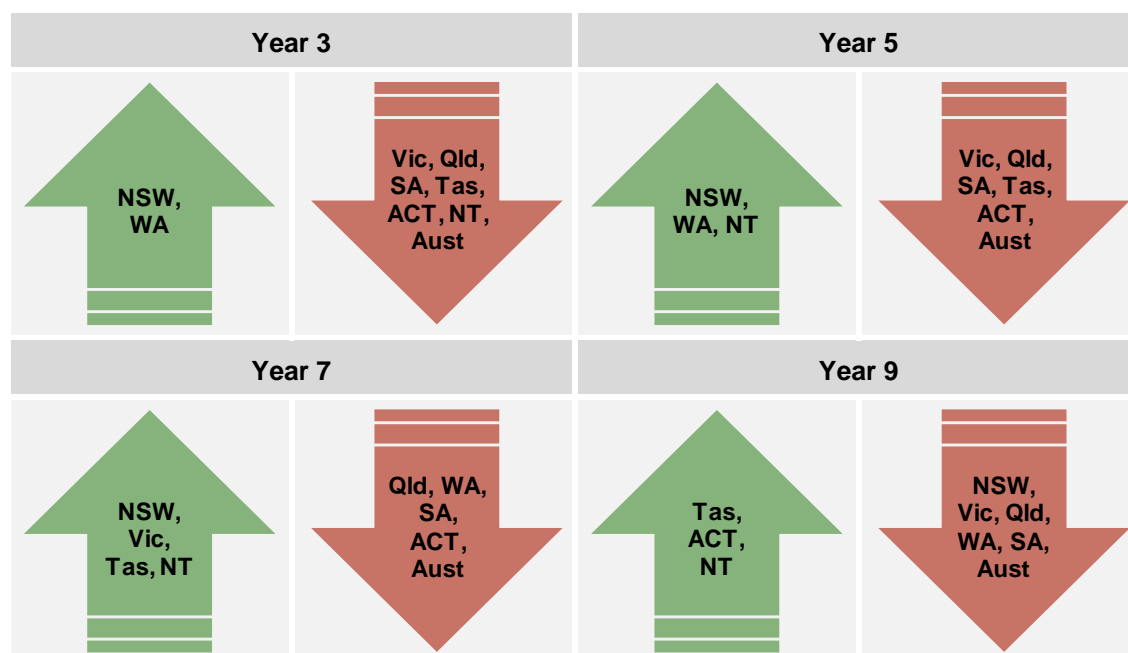 Year 3
Year 5
NSW,
WA
Vic, Qld,
SA, Tas,
ACT, NT,
Aust
NSW,
WA, NT
Vic, Qld,
SA, Tas,
ACT,
Aust
Year 7
Year 9
NSW,
Vic,
Tas, NT
Qld, WA,
SA,
ACT,
Aust
Tas,
ACT,
NT
NSW,
Vic, Qld,
WA, SA,
Aust